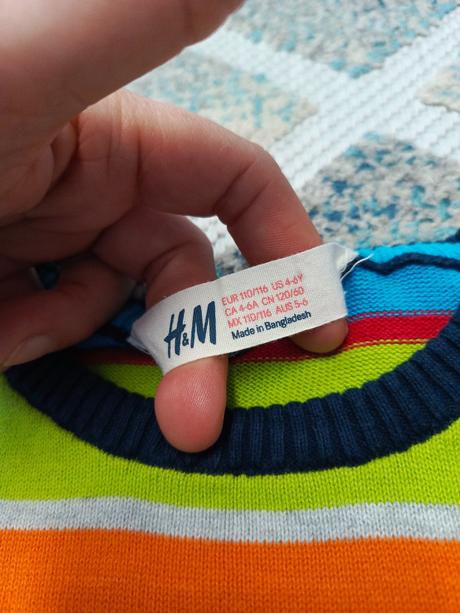 H&M
EUR 110/116 US 4-6Y
CA 4-6A CN 120/60
MX 110/116 AUS 5-6
Made in Bangladesh